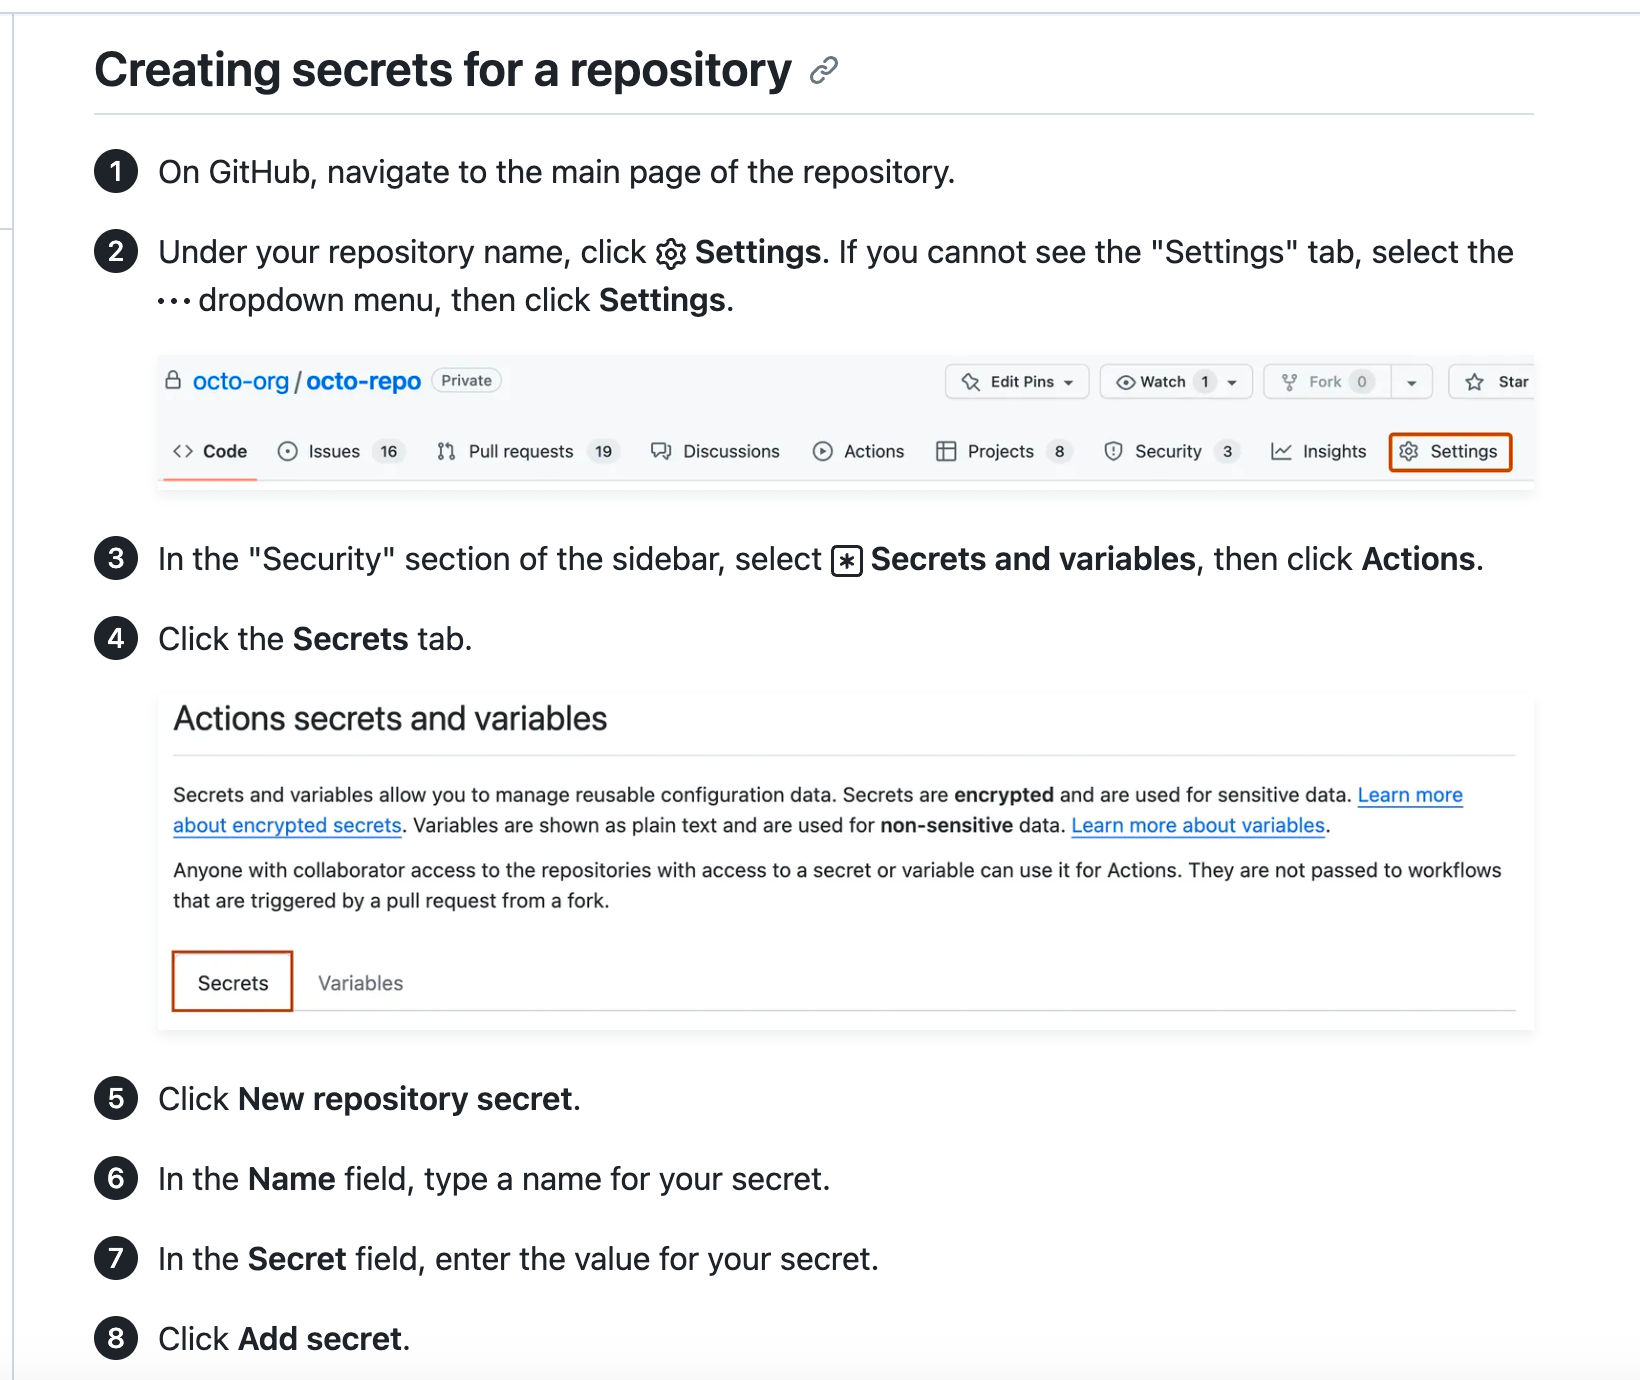 Creating secrets for a repository
1 On GitHub, navigate to the main page of the repository.
2 Under your repository name, click Settings. If you cannot see the "Settings" tab, select the
··· dropdown menu, then click Settings.
octo-org / octo-repo Private Edit Pins Watch 1 Fork 0 Star
Code Issues 16 Pull requests 19 Discussions Actions Projects 8 Security 3 Insights Settings
3 In the "Security" section of the sidebar, select Secrets and variables, then click Actions.
4 Click the Secrets tab.
Actions secrets and variables
Secrets and variables allow you to manage reusable configuration data. Secrets are encrypted and are used for sensitive data. Learn more
about encrypted secrets. Variables are shown as plain text and are used for non-sensitive data. Learn more about variables.
Anyone with collaborator access to the repositories with access to a secret or variable can use it for Actions. They are not passed to workflows
that are triggered by a pull request from a fork.
Secrets Variables
5 Click New repository secret.
6 In the Name field, type a name for your secret.
7 In the Secret field, enter the value for your secret.
8 Click Add secret.